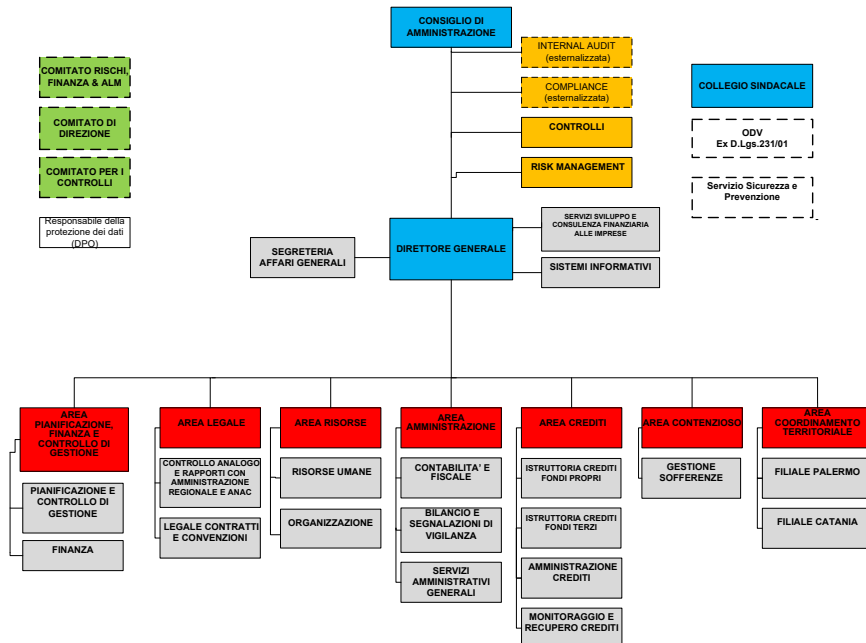 CONSIGLIO DI
AMMINISTRAZIONE
INTERNAL AUDIT
(esternalizzata)
COMITATO RISCHI,
FINANZA & ALM
COMPLIANCE
(esternalizzata)
COLLEGIO SINDACALE
COMITATO DI
DIREZIONE
CONTROLLI
ODV
Ex D.Lgs.231/01
COMITATO PER I
CONTROLLI
RISK MANAGEMENT
Servizio Sicurezza e
Prevenzione
Responsabile della
protezione dei dati
(DPO)
SEGRETERIA
AFFARI GENERALI
DIRETTORE GENERALE
SERVIZI SVILUPPO E
CONSULENZA FINANZIARIA
ALLE IMPRESE
SISTEMI INFORMATIVI
AREA
PIANIFICAZIONE,
FINANZA E
CONTROLLO DI
GESTIONE
AREA LEGALE
AREA RISORSE
AREA
AMMINISTRAZIONE
AREA CREDITI
AREA CONTENZIOSO
AREA
COORDINAMENTO
TERRITORIALE
PIANIFICAZIONE E
CONTROLLO DI
GESTIONE
FINANZA
CONTROLLO ANALOGO
E RAPPORTI CON
AMMINISTRAZIONE
REGIONALE E ANAC
LEGALE CONTRATTI
E CONVENZIONI
RISORSE UMANE
ORGANIZZAZIONE
CONTABILITA' E
FISCALE
BILANCIO E
SEGNALAZIONI DI
VIGILANZA
SERVIZI
AMMINISTRATIVI
GENERALI
ISTRUTTORIA CREDITI
FONDI PROPRI
ISTRUTTORIA CREDITI
FONDI TERZI
AMMINISTRAZIONE
CREDITI
MONITORAGGIO E
RECUPERO CREDITI
GESTIONE
SOFFERENZE
FILIALE PALERMO
FILIALE CATANIA